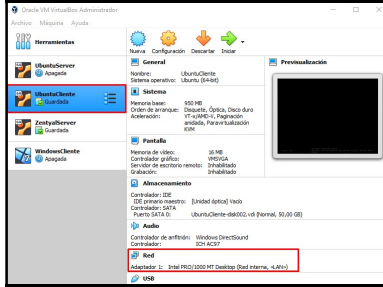 Oracle VM VirtualBox Administrador
Archivo Máquina Ayuda
Herramientas
Nueva Configuración Descartar Iniciar
UbuntuServer
Apagada
UbuntuCliente
Guardada
ZentyalServer
Guardada
WindowsCliente
Apagada
General
Nombre: UbuntuCliente
Sistema operativo: Ubuntu (64-bit)
Sistema
Memoria base: 950 MB
Orden de arranque: Disquete, Óptica, Disco duro
Aceleración: VT-x/AMD-V, Paginación
anidada, Paravirtualización
KVM
Pantalla
Memoria de vídeo: 16 MB
Controlador gráfico: VMSVGA
Servidor de escritorio remoto: Inhabilitado
Grabación: Inhabilitado
Almacenamiento
Controlador: IDE
IDE primario maestro: [Unidad óptica] Vacío
Controlador: SATA
Puerto SATA 0: UbuntuCliente-disk002.vdi (Normal, 50,00 GB)
Audio
Controlador de anfitrión: Windows DirectSound
Controlador: ICH AC97
Red
Adaptador 1: Intel PRO/1000 MT Desktop (Red interna, «LAN»)
USB
Previsualización